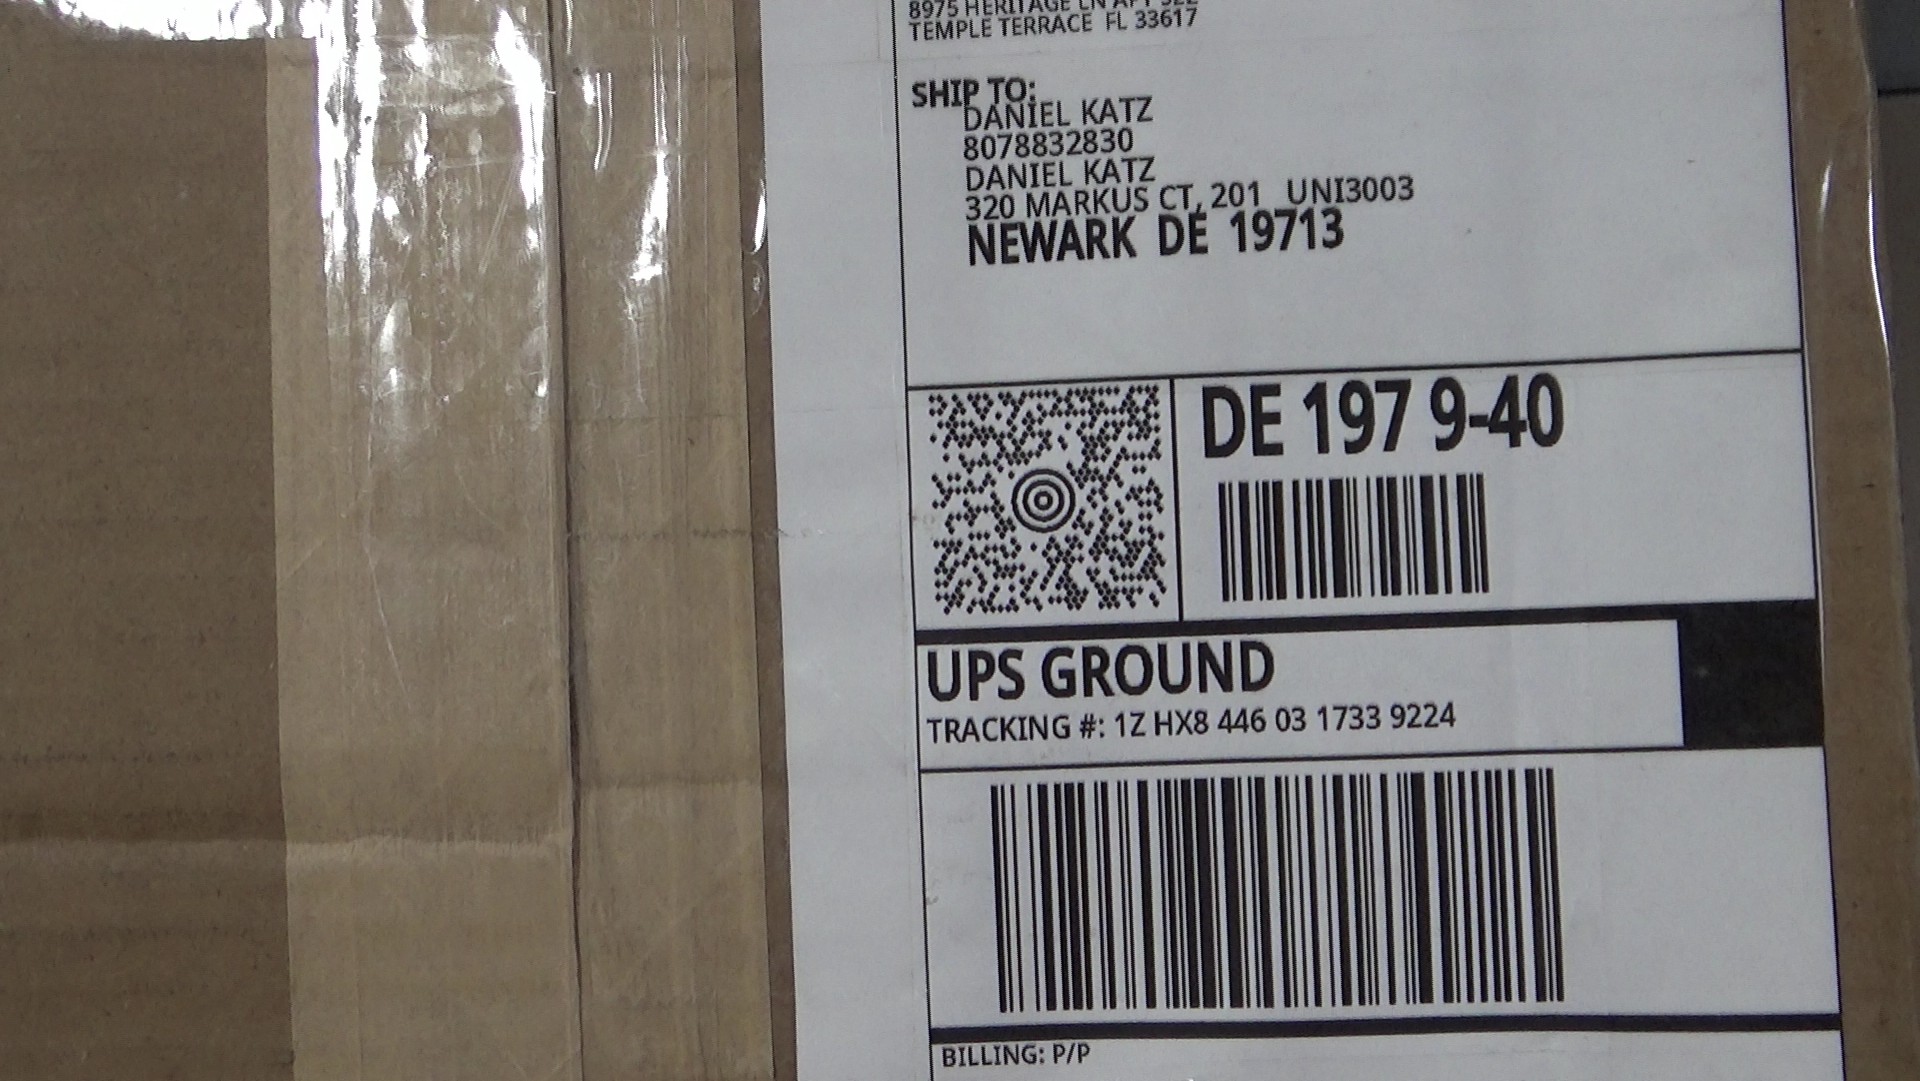 8975 HERITAGE LN APT
TEMPLE TERRACE FL 33617
SHIP TO:
DANIEL KATZ
8078832830
DANIEL KATZ
320 MARKUS CT, 201 UNI3003
NEWARK DE 19713
DE 197 9-40
UPS GROUND
TRACKING #: 1Z HX8 446 03 1733 9224
BILLING: P/P